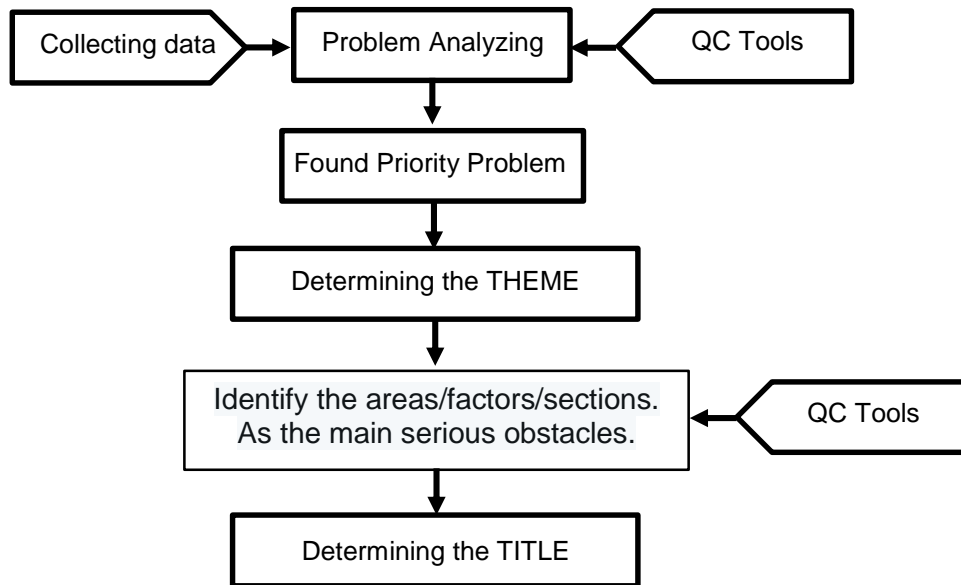 Collecting data
Problem Analyzing
QC Tools
Found Priority Problem
Determining the THEME
Identify the areas/factors/sections.
As the main serious obstacles.
QC Tools
Determining the TITLE